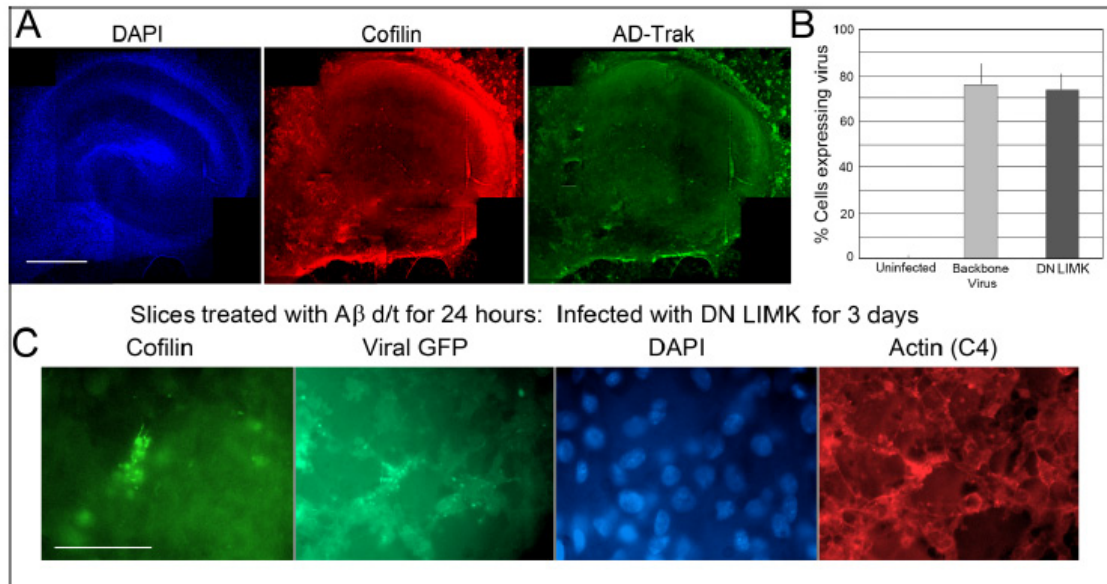 A
DAPI
Cofilin
AD-Trak
B
% Cells expressing virus
100
80
60
40
20
0
Uninfected
Backbone
Virus
DN LIMK
Slices treated with Aβ d/t for 24 hours: Infected with DN LIMK for 3 days
C
Cofilin
Viral GFP
DAPI
Actin (C4)